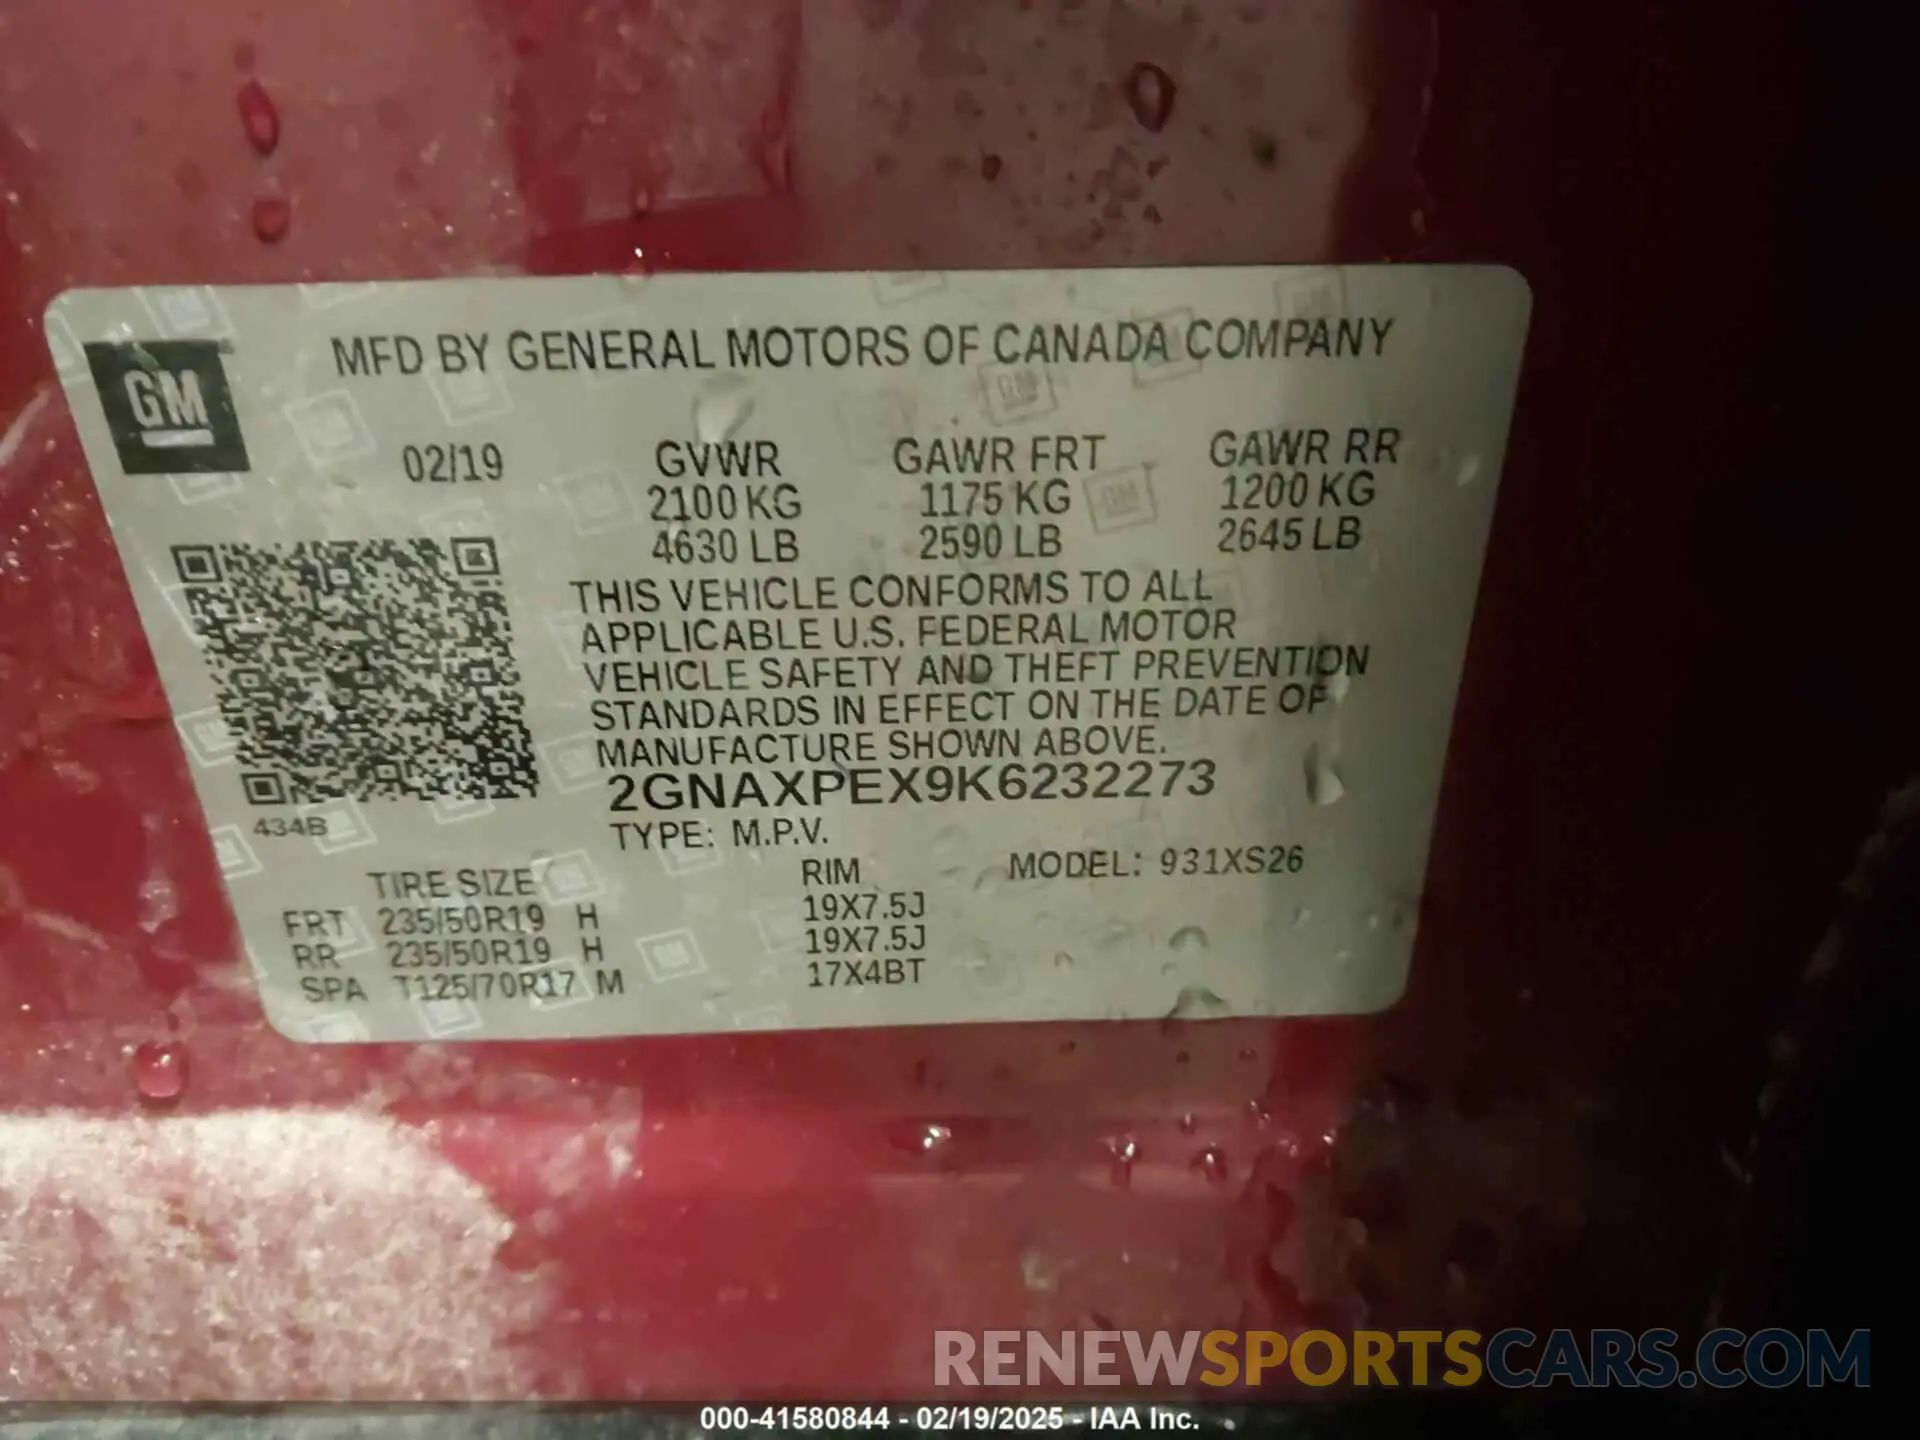 MFD BY GENERAL MOTORS OF CANADA COMPANY
GM
02/19 GVWR GAWR FRT GAWR RR
2100 KG 1175 KG 1200 KG
4630 LB 2590 LB 2645 LB
THIS VEHICLE CONFORMS TO ALL
APPLICABLE U.S. FEDERAL MOTOR
VEHICLE SAFETY AND THEFT PREVENTION
STANDARDS IN EFFECT ON THE DATE OF
MANUFACTURE SHOWN ABOVE.
2GNAXPEX9K6232273
434B
TYPE: M.P.V.
TIRE SIZE RIM MODEL: 931XS26
FRT 235/50R19 H 19X7.5J
RR 235/50R19 H 19X7.5J
SPA T125/70R17 M 17X4BT
RENEWSPORTSCARS.COM
000-41580844 - 02/19/2025 - IAA Inc.